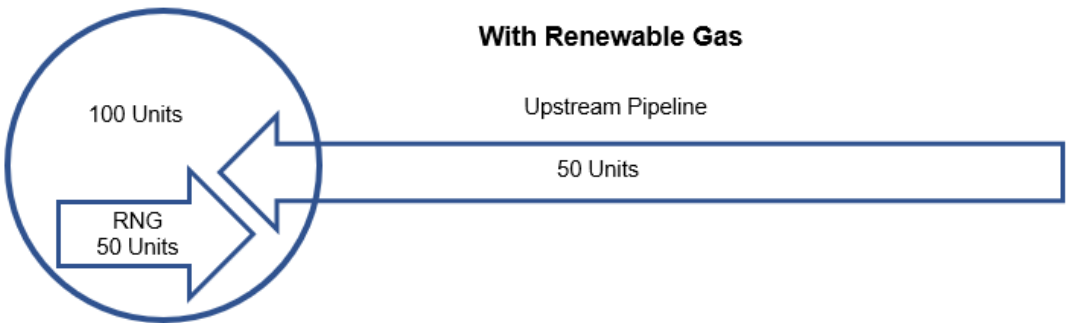 With Renewable Gas
100 Units
Upstream Pipeline
50 Units
RNG
50 Units